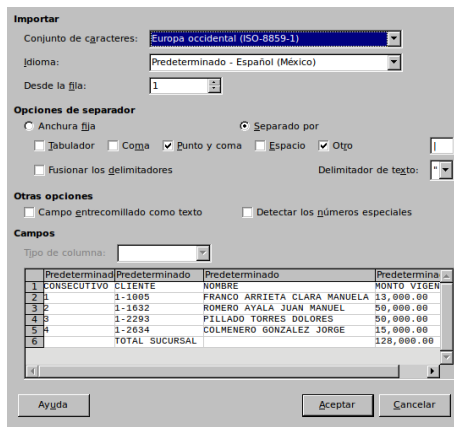 Importar
Conjunto de caracteres: Europa occidental (ISO-8859-1)
Idioma: Predeterminado - Español (México)
Desde la fila: 1
Opciones de separador
Anchura fija Separado por
Tabulador Coma Punto y coma Espacio Otro |
Fusionar los delimitadores Delimitador de texto: "
Otras opciones
Campo entrecomillado como texto Detectar los números especiales
Campos
Tipo de columna:
Predeterminad Predeterminado Predeterminado Predetermina
1 CONSECUTIVO CLIENTE NOMBRE MONTO VIGEN
2 1 1-1005 FRANCO ARRIETA CLARA MANUELA 13,000.00
3 2 1-1632 ROMERO AYALA JUAN MANUEL 50,000.00
4 3 1-2293 PILLADO TORRES DOLORES 50,000.00
5 4 1-2634 COLMENERO GONZALEZ JORGE 15,000.00
6 TOTAL SUCURSAL 128,000.00
Ayuda Aceptar Cancelar